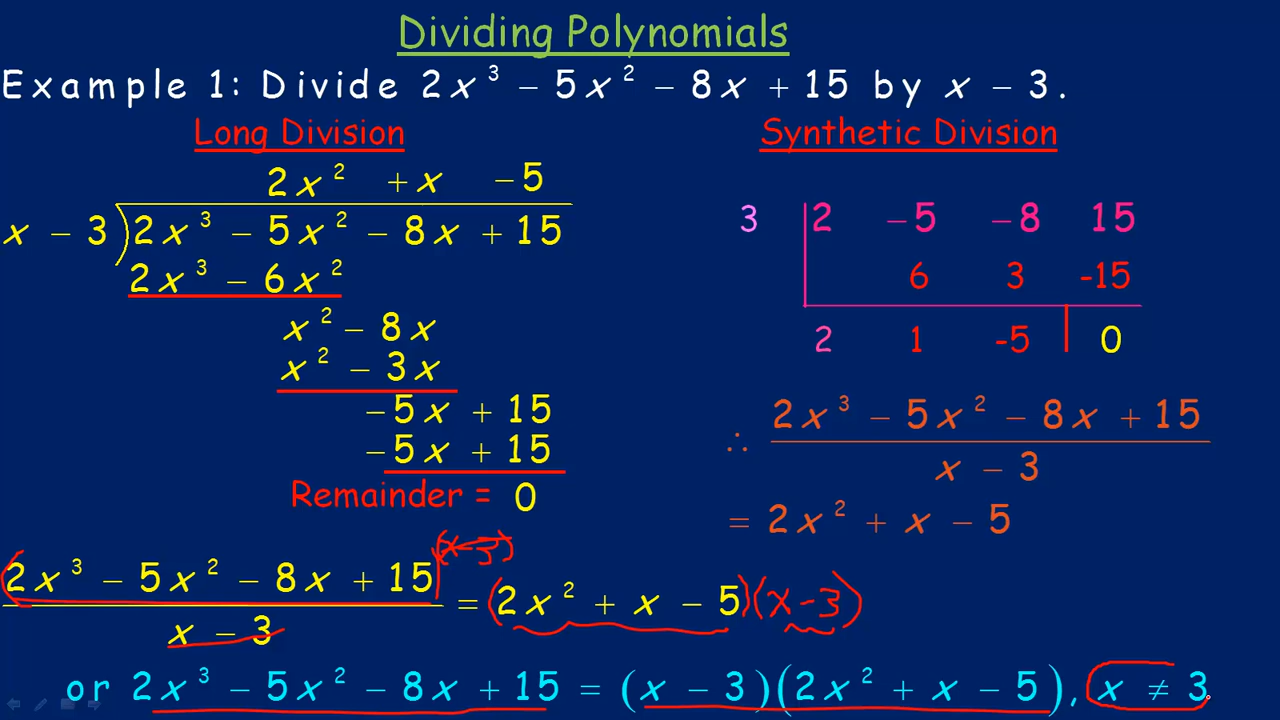 Dividing Polynomials
Example 1: Divide 2x³ − 5x² − 8x + 15 by x − 3.
Long Division
2x² + x − 5
x − 3)2x³ − 5x² − 8x + 15
2x³ − 6x²
x² − 8x
x² − 3x
−5x + 15
−5x + 15
Remainder = 0
Synthetic Division
3 | 2 −5 −8 15
6 3 -15
2 1 -5 | 0
∴ (2x³ − 5x² − 8x + 15)/(x − 3)
= 2x² + x − 5
(x-3)
(2x³ − 5x² − 8x + 15)/(x − 3) = (2x² + x − 5)(x-3)
or 2x³ − 5x² − 8x + 15 = (x − 3)(2x² + x − 5), x ≠ 3